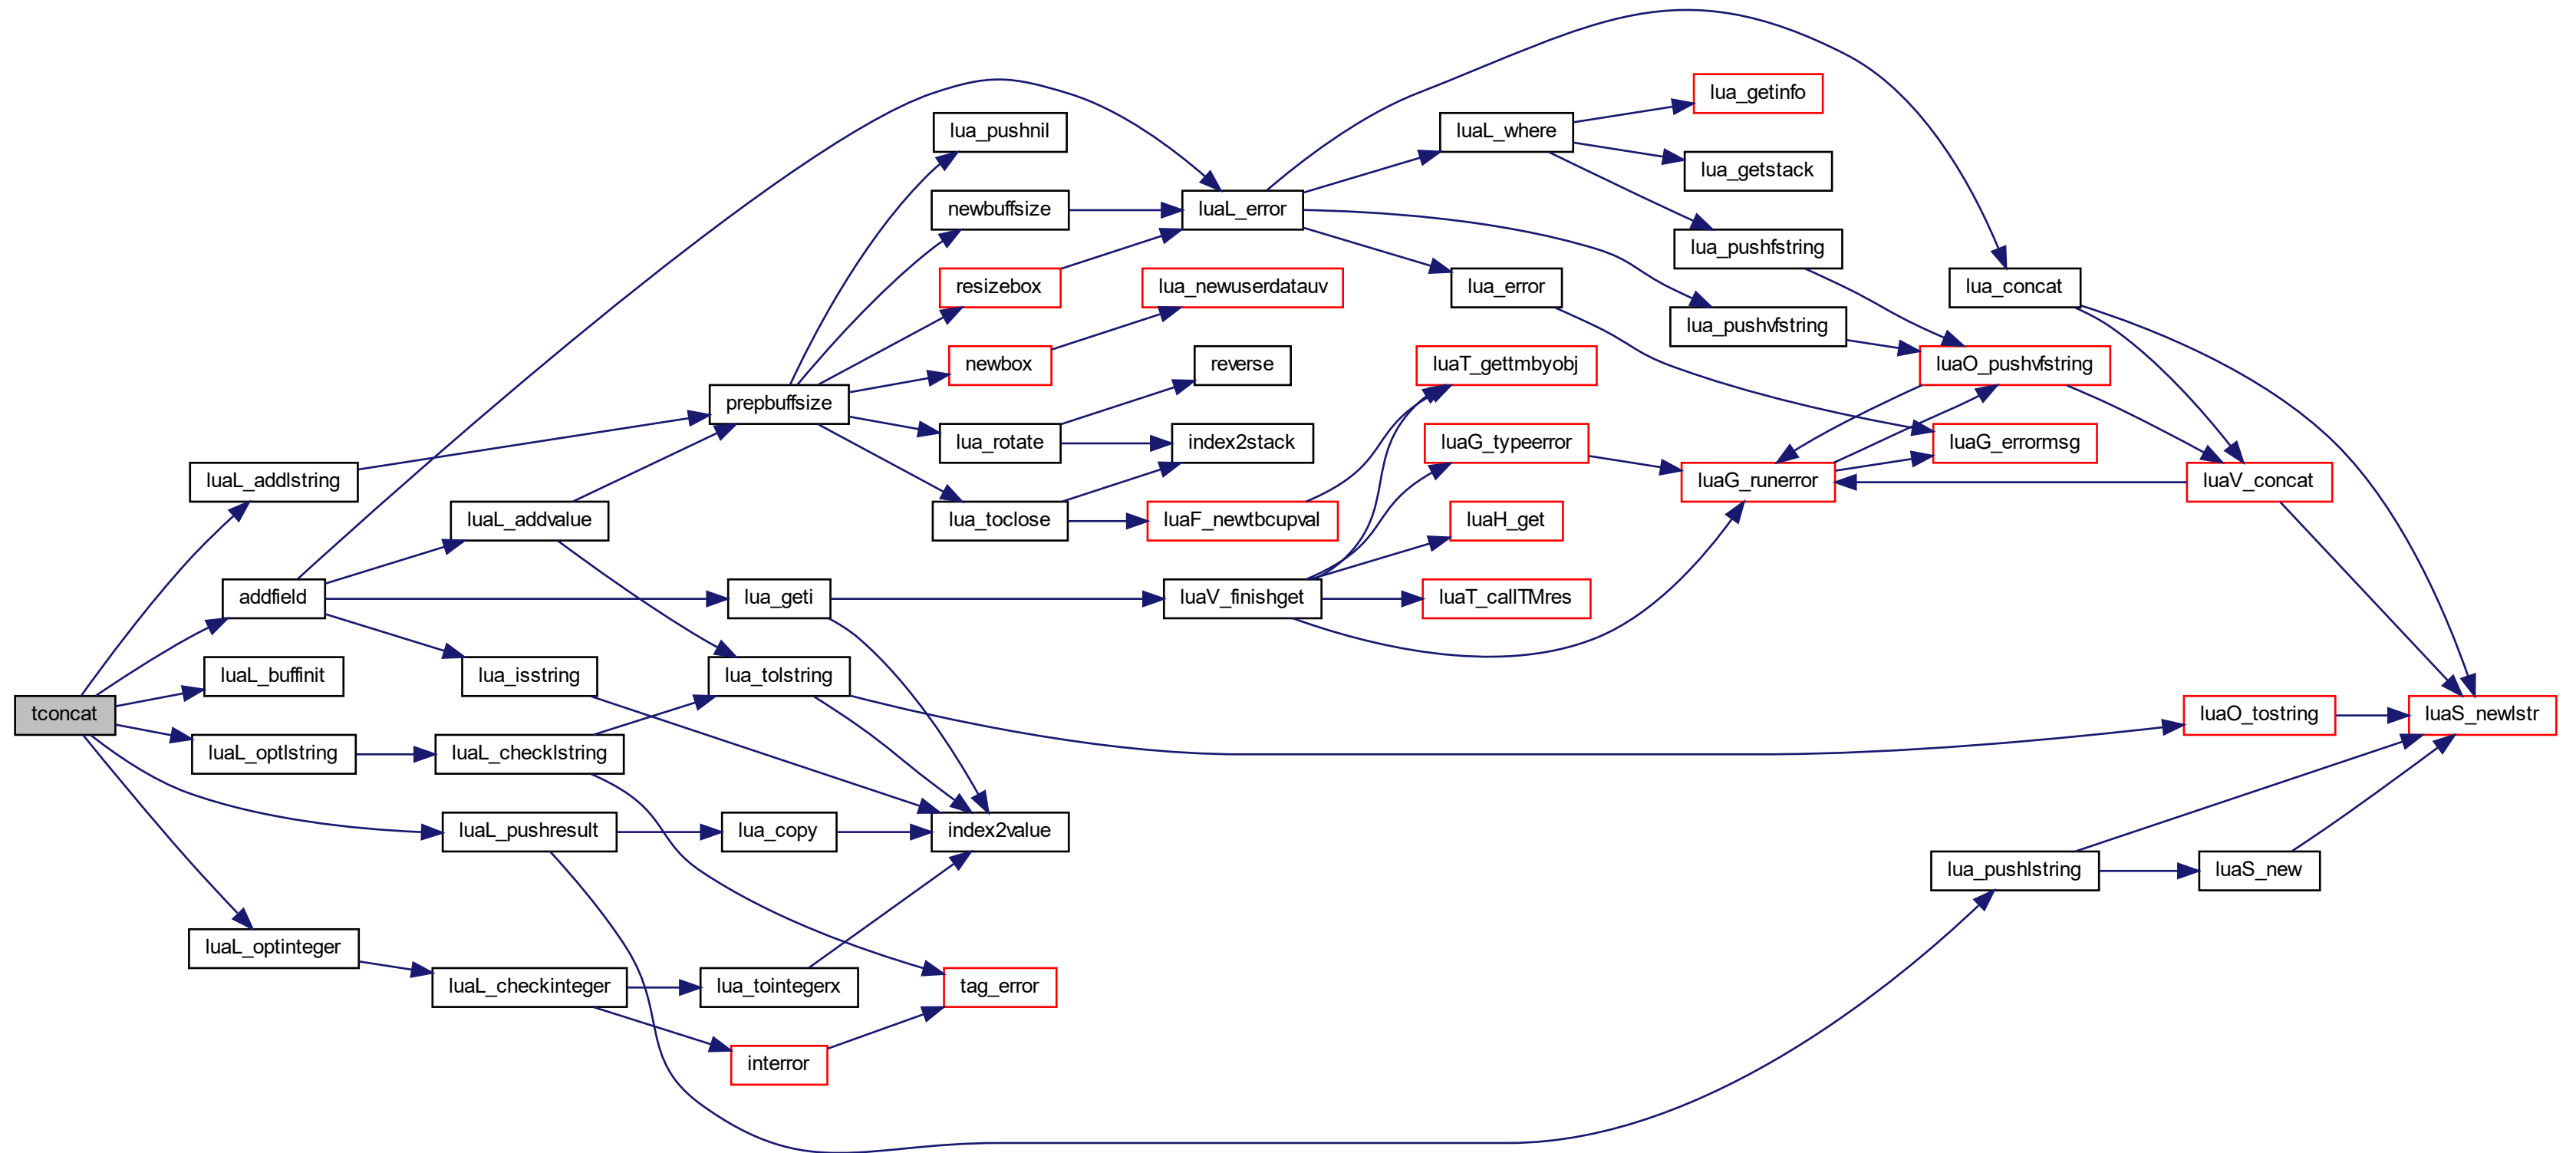 tconcat
luaL_addlstring
addfield
luaL_buffinit
luaL_optlstring
luaL_optinteger
luaL_addvalue
lua_isstring
luaL_checklstring
luaL_pushresult
luaL_checkinteger
prepbuffsize
lua_geti
lua_tolstring
lua_copy
lua_tointegerx
interror
lua_pushnil
newbuffsize
resizebox
newbox
lua_rotate
lua_toclose
index2value
tag_error
luaL_error
lua_newuserdatauv
reverse
index2stack
luaF_newtbcupval
luaV_finishget
luaL_where
lua_error
luaT_gettmbyobj
luaG_typeerror
luaH_get
luaT_callTMres
lua_getinfo
lua_getstack
lua_pushfstring
lua_pushvfstring
luaG_runerror
lua_concat
luaO_pushvfstring
luaG_errormsg
lua_pushlstring
luaV_concat
luaO_tostring
luaS_new
luaS_newlstr